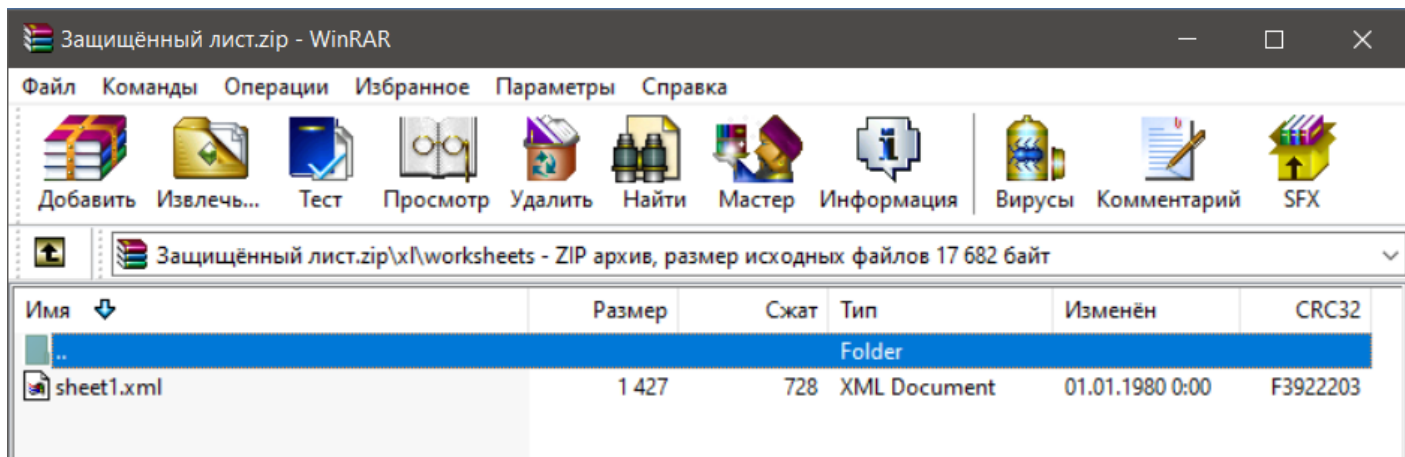 Защищённый лист.zip - WinRAR
Файл Команды Операции Избранное Параметры Справка
Добавить Извлечь... Тест Просмотр Удалить Найти Мастер Информация Вирусы Комментарий SFX
Защищённый лист.zip\xl\worksheets - ZIP архив, размер исходных файлов 17 682 байт
Имя Размер Сжат Тип Изменён CRC32
.. Folder
sheet1.xml 1 427 728 XML Document 01.01.1980 0:00 F3922203